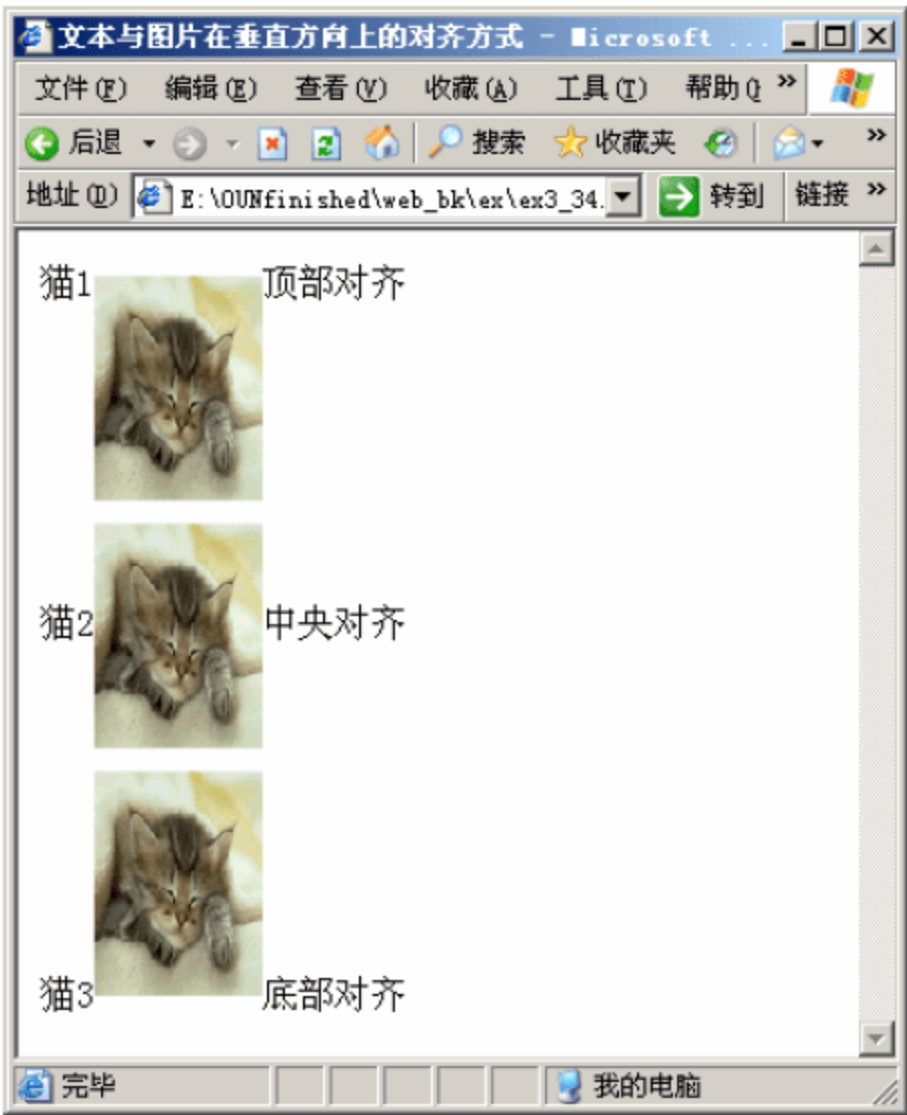 文本与图片在垂直方向上的对齐方式 - Microsoft ...
文件(F) 编辑(E) 查看(V) 收藏(A) 工具(T) 帮助( »
后退 搜索 收藏夹 »
地址(D) E:\OUNfinished\web_bk\ex\ex3_34. 转到 链接 »
猫1 顶部对齐
猫2 中央对齐
猫3 底部对齐
完毕 我的电脑